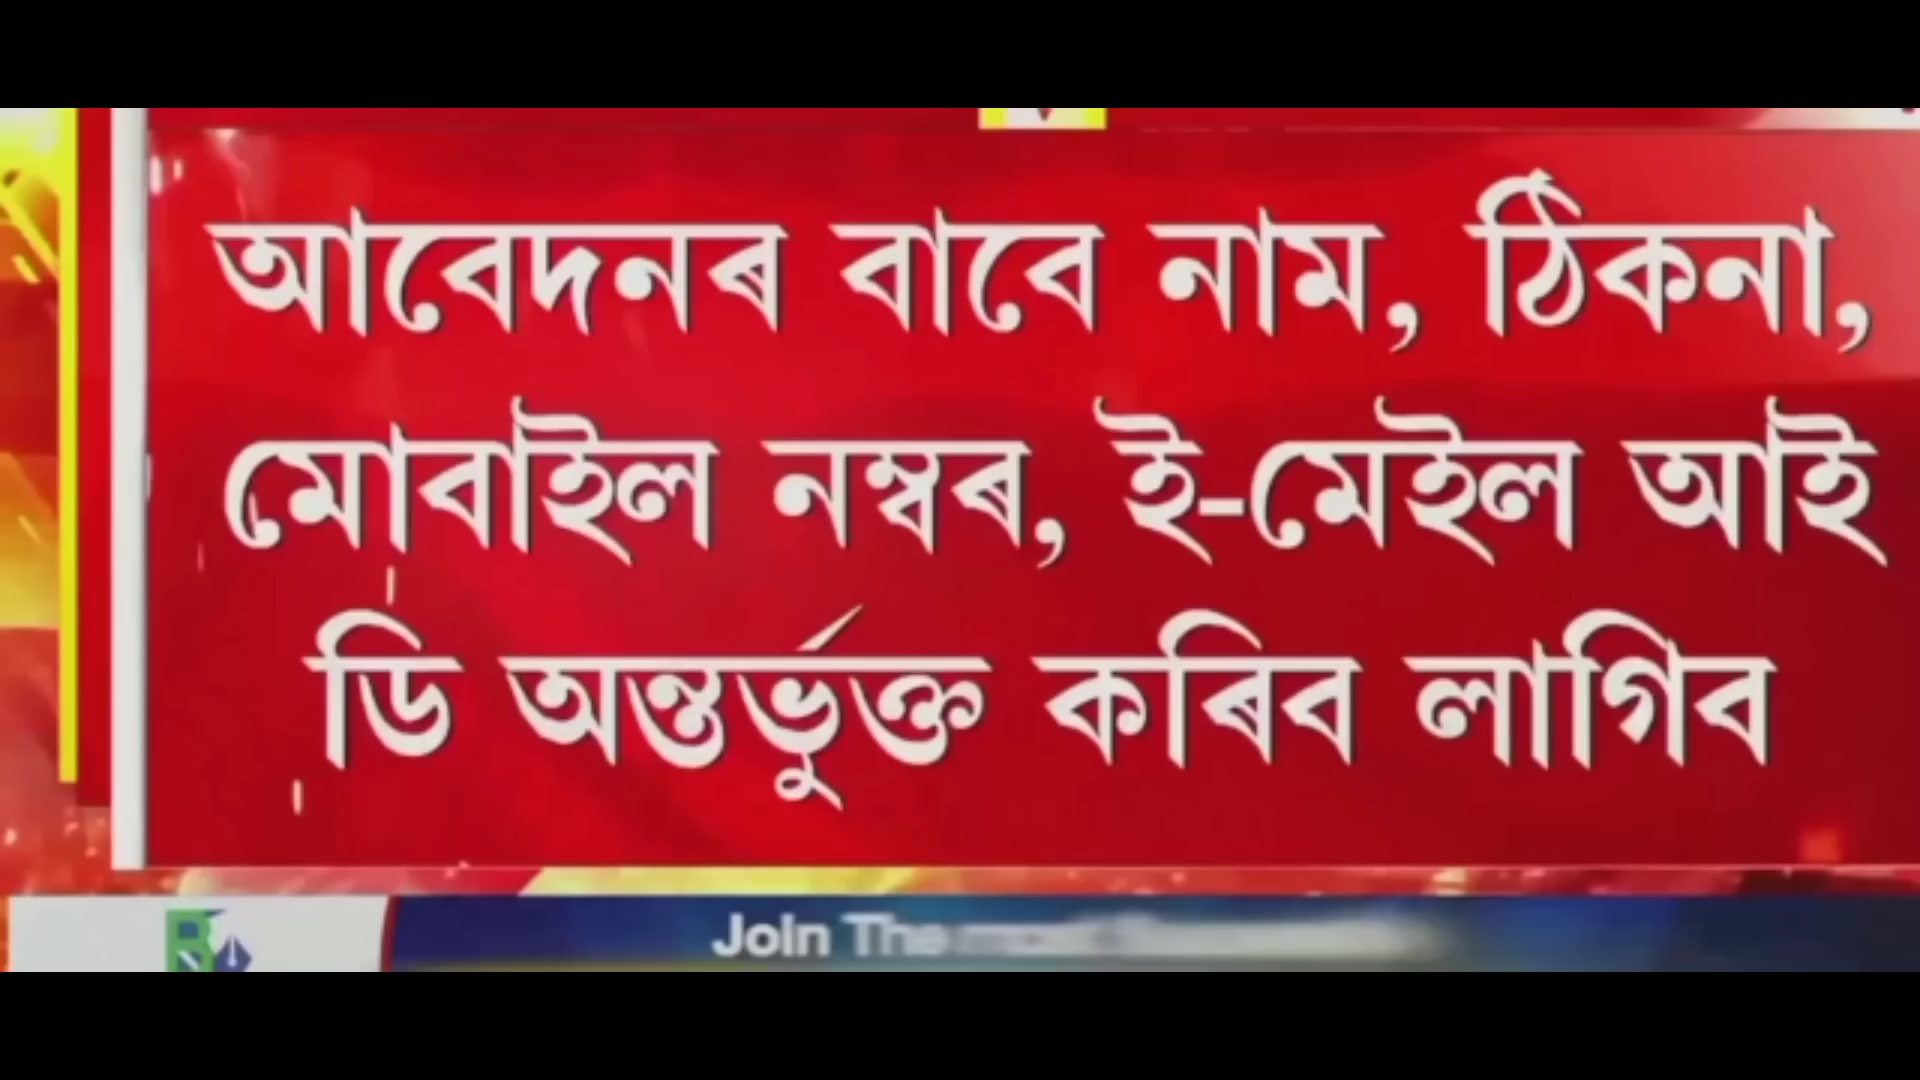 আবেদনৰ বাবে নাম, ঠিকনা,
মোবাইল নম্বৰ, ই-মেইল আই
ডি অন্তৰ্ভুক্ত কৰিব লাগিব
Join The